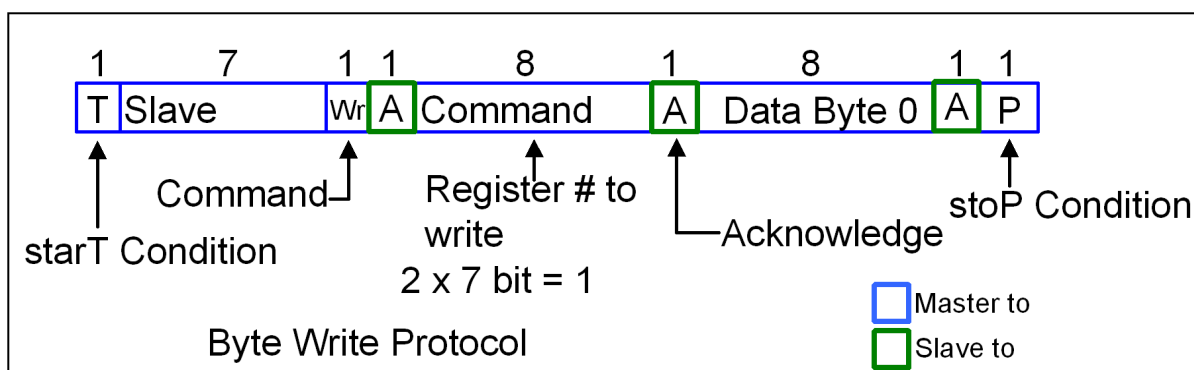 1 7 1 1 8 1 8 1 1
T Slave Wr A Command A Data Byte 0 A P
Command
Register # to
write
2 x 7 bit = 1
Acknowledge
stoP Condition
starT Condition
Byte Write Protocol
Master to
Slave to